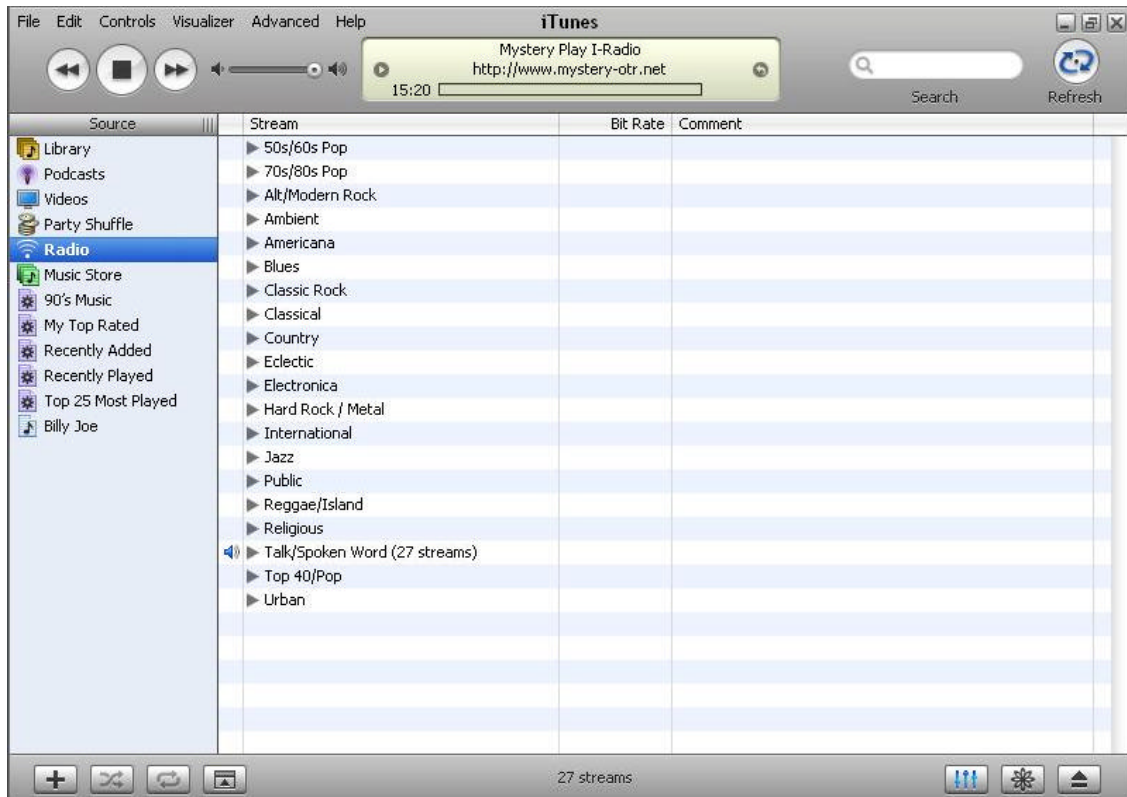 File Edit Controls Visualizer Advanced Help
iTunes
Mystery Play I-Radio
http://www.mystery-otr.net
15:20
Search
Refresh
Source
Stream
Bit Rate
Comment
Library
Podcasts
Videos
Party Shuffle
Radio
Music Store
90's Music
My Top Rated
Recently Added
Recently Played
Top 25 Most Played
Billy Joe
50s/60s Pop
70s/80s Pop
Alt/Modern Rock
Ambient
Americana
Blues
Classic Rock
Classical
Country
Eclectic
Electronica
Hard Rock / Metal
International
Jazz
Public
Reggae/Island
Religious
Talk/Spoken Word (27 streams)
Top 40/Pop
Urban
27 streams